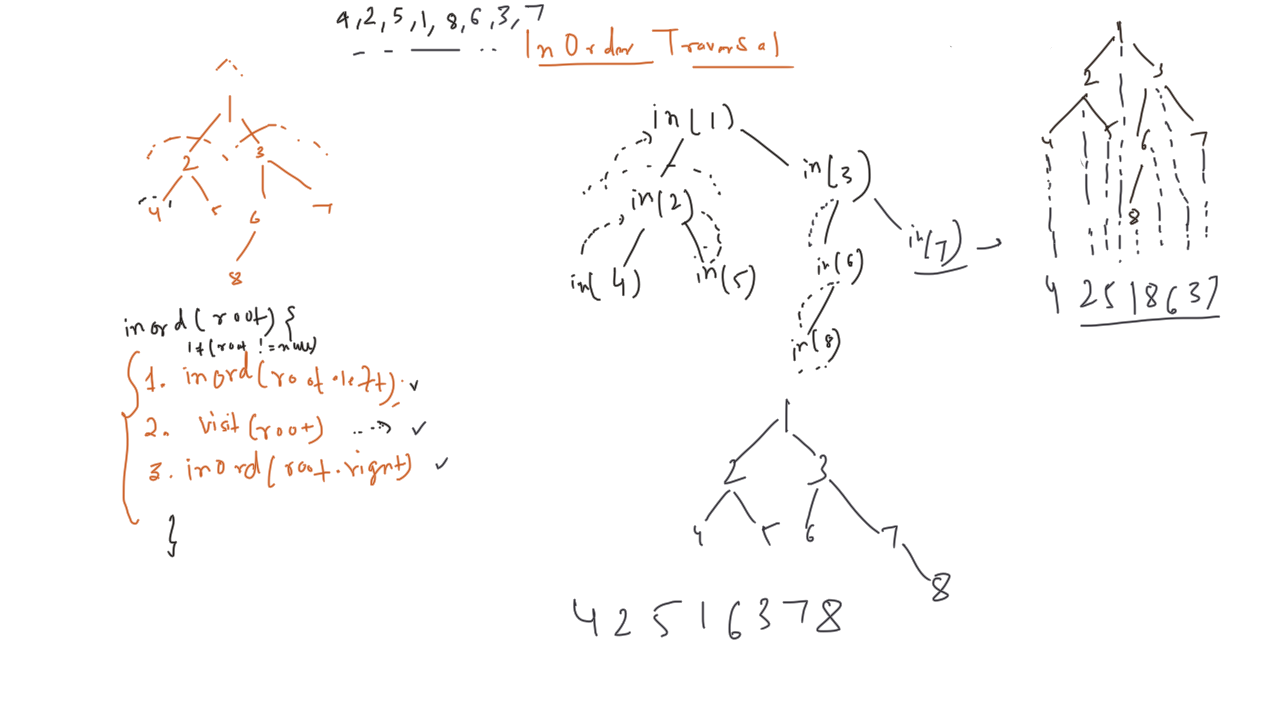 4,2,5,1,8,6,3,7
InOrder Traversal
1
2 3
4 5 6 7
8
inord(root){
if(root !=null)
1. inord(root.left);
2. visit(root)
3. inord(root.right)
}
in(1)
in(2) in(3)
in(4) in(5) in(6) in(7)
in(8)
1
2 3
4 5 6 7
8
4 2 5 1 8 6 3 7
1
2 3
4 5 6 7
8
4 2 5 1 6 3 7 8